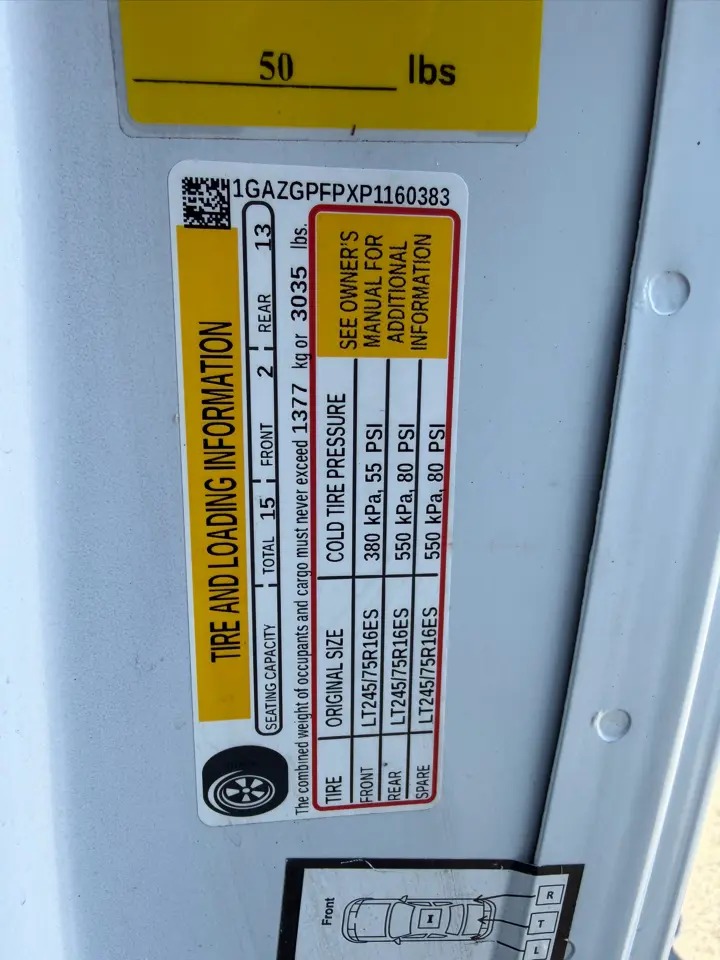 50 lbs
1GAZGPFPXP1160383
TIRE AND LOADING INFORMATION
SEATING CAPACITY TOTAL 15 FRONT 2 REAR 13
The combined weight of occupants and cargo must never exceed 1377 kg or 3035 lbs.
TIRE ORIGINAL SIZE COLD TIRE PRESSURE
FRONT LT245/75R16ES 380 kPa, 55 PSI
REAR LT245/75R16ES 550 kPa, 80 PSI
SPARE LT245/75R16ES 550 kPa, 80 PSI
SEE OWNER'S
MANUAL FOR
ADDITIONAL
INFORMATION
Front
R
T
L